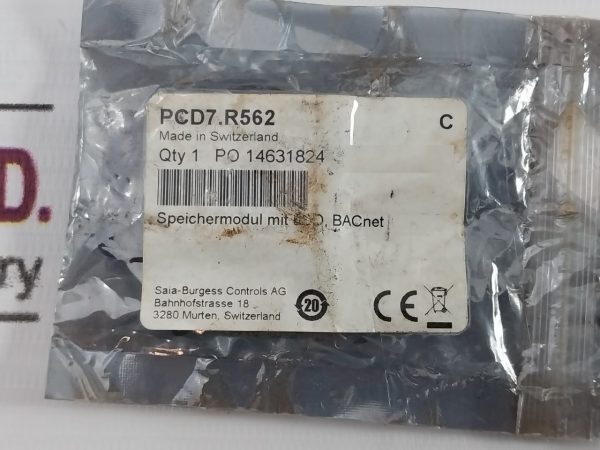 PCD7.R562
C
Made in Switzerland
Qty 1 PO 14631824
Speichermodul mit BACnet
Saia-Burgess Controls AG
Bahnhofstrasse 18
3280 Murten, Switzerland
20
CE
D.
ry